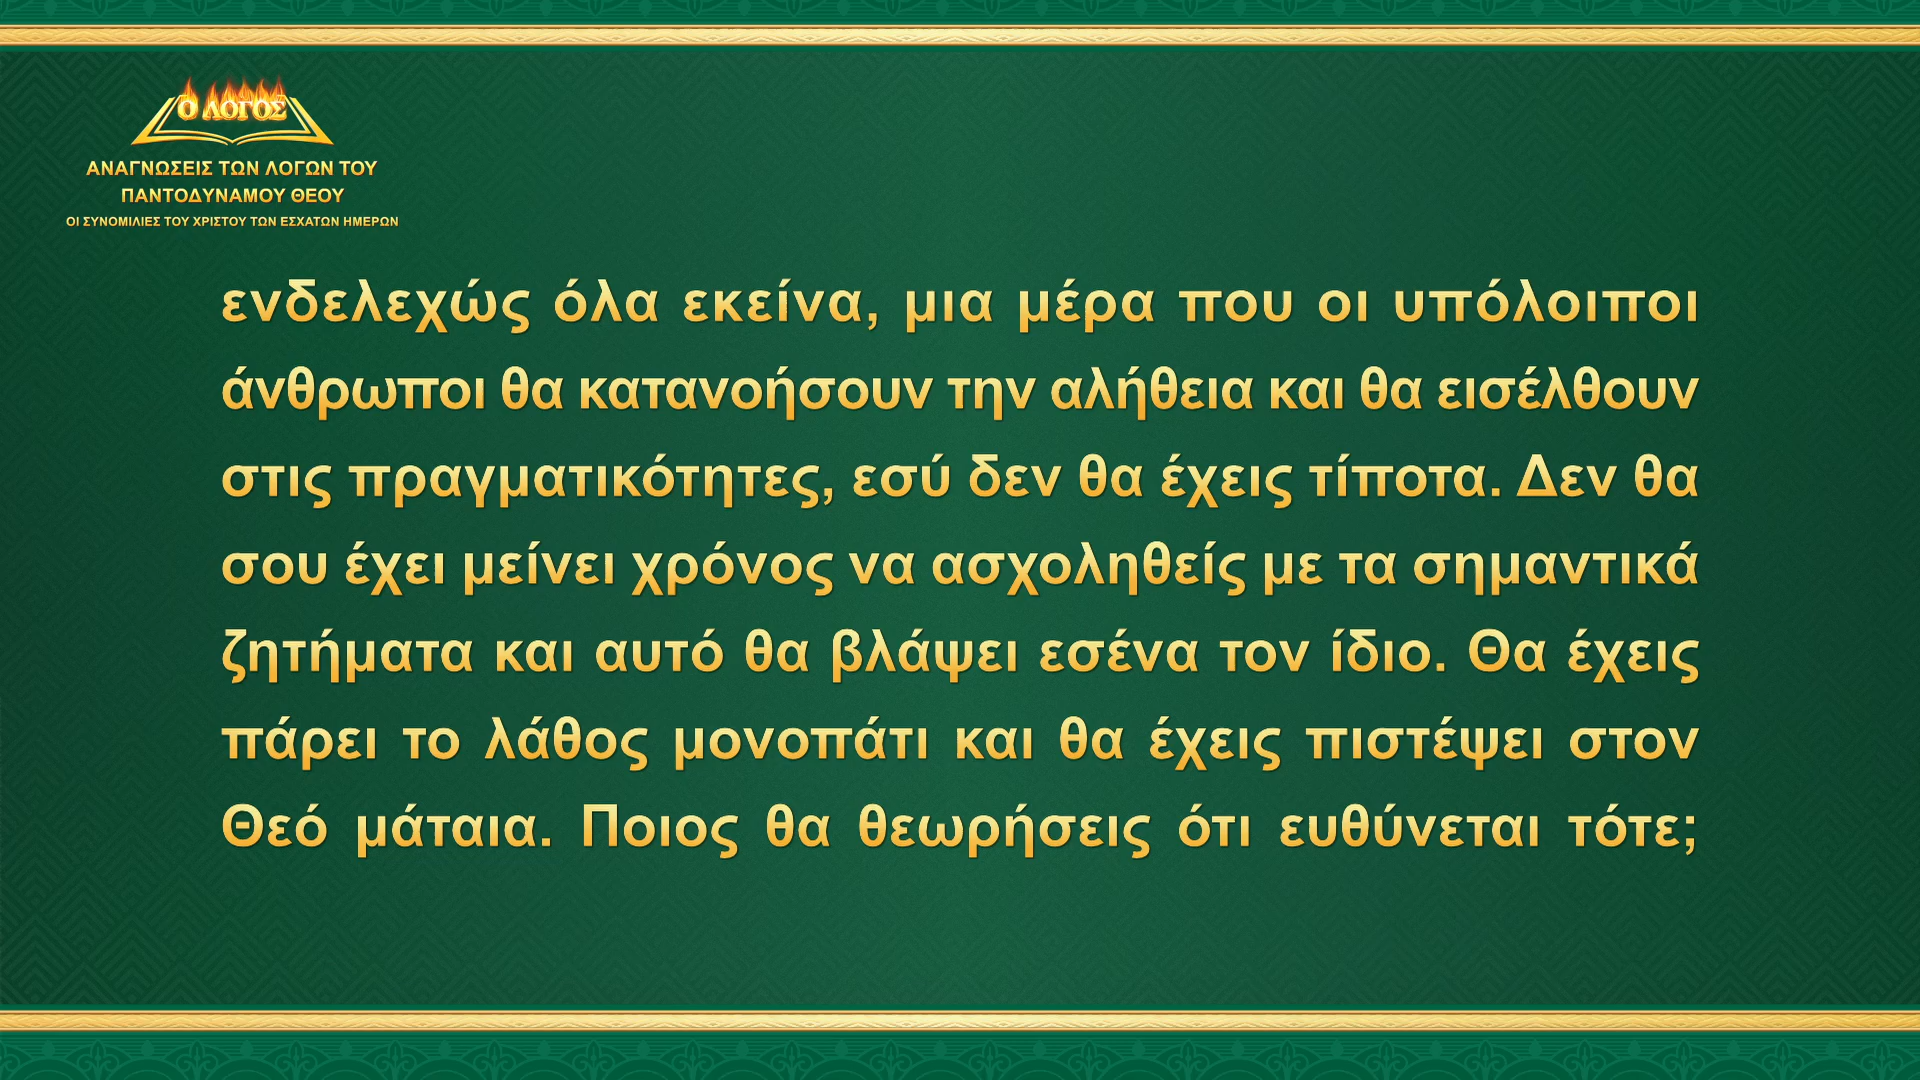 Ο ΛΟΓΟΣ
ΑΝΑΓΝΩΣΕΙΣ ΤΩΝ ΛΟΓΩΝ ΤΟΥ
ΠΑΝΤΟΔΥΝΑΜΟΥ ΘΕΟΥ
ΟΙ ΣΥΝΟΜΙΛΙΕΣ ΤΟΥ ΧΡΙΣΤΟΥ ΤΩΝ ΕΣΧΑΤΩΝ ΗΜΕΡΩΝ
ενδελεχώς όλα εκείνα, μια μέρα που οι υπόλοιποι
άνθρωποι θα κατανοήσουν την αλήθεια και θα εισέλθουν
στις πραγματικότητες, εσύ δεν θα έχεις τίποτα. Δεν θα
σου έχει μείνει χρόνος να ασχοληθείς με τα σημαντικά
ζητήματα και αυτό θα βλάψει εσένα τον ίδιο. Θα έχεις
πάρει το λάθος μονοπάτι και θα έχεις πιστέψει στον
Θεό μάταια. Ποιος θα θεωρήσεις ότι ευθύνεται τότε;